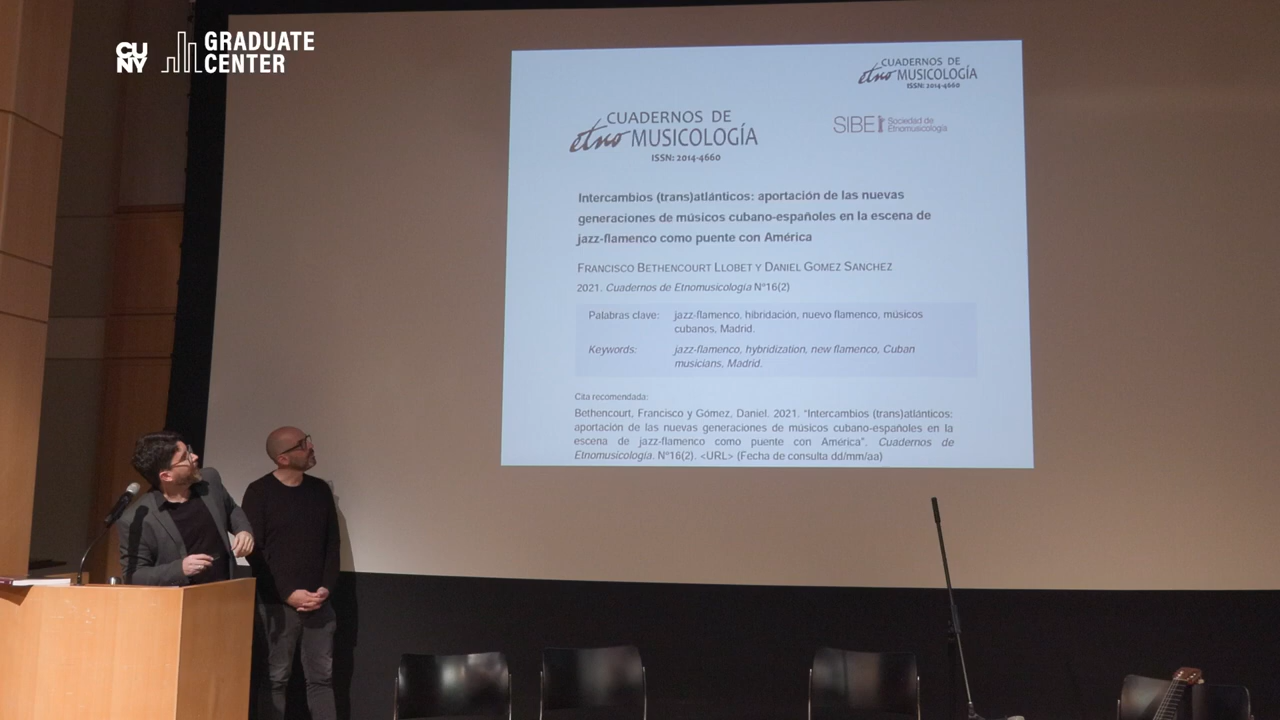 CUNY GRADUATE CENTER
CUADERNOS DE
etno MUSICOLOGÍA
ISSN: 2014-4660
CUADERNOS DE
etno MUSICOLOGÍA
ISSN: 2014-4660
SIBE Sociedad de
Etnomusicología
Intercambios (trans)atlánticos: aportación de las nuevas
generaciones de músicos cubano-españoles en la escena de
jazz-flamenco como puente con América
FRANCISCO BETHENCOURT LLOBET Y DANIEL GOMEZ SANCHEZ
2021. Cuadernos de Etnomusicología Nº16(2)
Palabras clave: jazz-flamenco, hibridación, nuevo flamenco, músicos
cubanos, Madrid.
Keywords: jazz-flamenco, hybridization, new flamenco, Cuban
musicians, Madrid.
Cita recomendada:
Bethencourt, Francisco y Gómez, Daniel. 2021. “Intercambios (trans)atlánticos:
aportación de las nuevas generaciones de músicos cubano-españoles en la
escena de jazz-flamenco como puente con América”. Cuadernos de
Etnomusicología. Nº16(2). <URL> (Fecha de consulta dd/mm/aa)